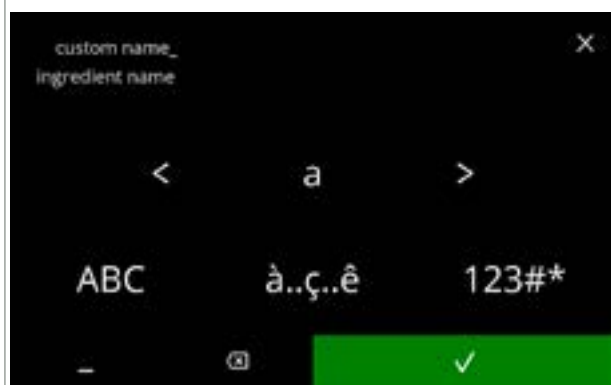 custom name_
ingredient name
< a >
ABC à..ç..ê 123#*
_